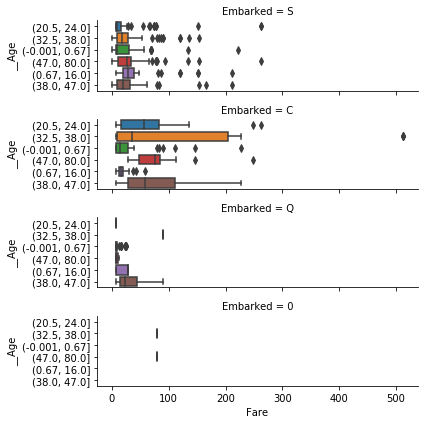 Embarked = S
__Age
(20.5, 24.0]
(32.5, 38.0]
(-0.001, 0.67]
(47.0, 80.0]
(0.67, 16.0]
(38.0, 47.0]
Embarked = C
__Age
(20.5, 24.0]
(32.5, 38.0]
(-0.001, 0.67]
(47.0, 80.0]
(0.67, 16.0]
(38.0, 47.0]
Embarked = Q
__Age
(20.5, 24.0]
(32.5, 38.0]
(-0.001, 0.67]
(47.0, 80.0]
(0.67, 16.0]
(38.0, 47.0]
Embarked = 0
__Age
(20.5, 24.0]
(32.5, 38.0]
(-0.001, 0.67]
(47.0, 80.0]
(0.67, 16.0]
(38.0, 47.0]
0 100 200 300 400 500
Fare